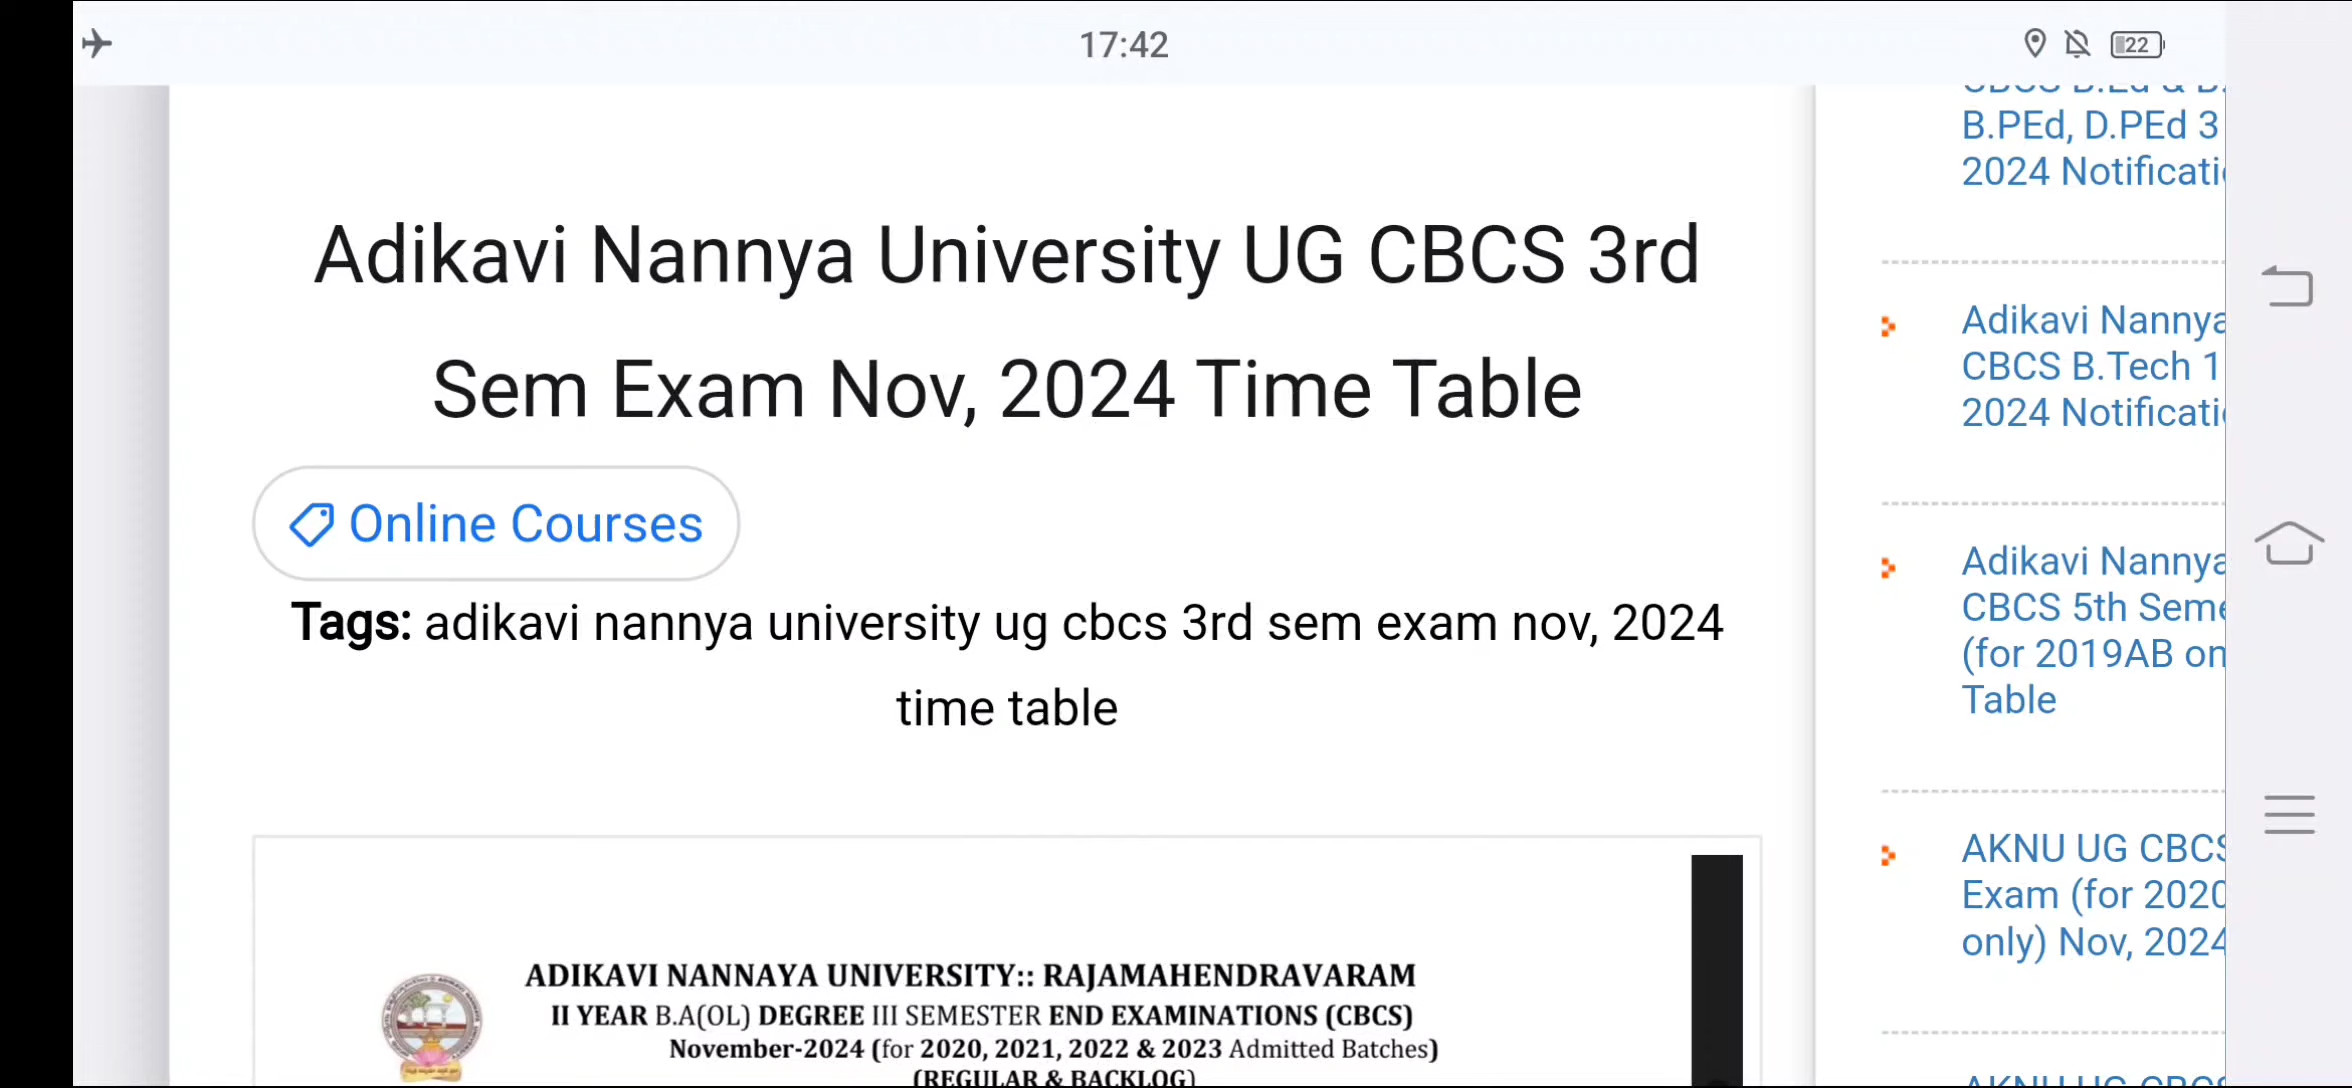 17:42
22
Adikavi Nannya University UG CBCS 3rd
Sem Exam Nov, 2024 Time Table
Online Courses
Tags: adikavi nannya university ug cbcs 3rd sem exam nov, 2024
time table
ADIKAVI NANNAYA UNIVERSITY:: RAJAMAHENDRAVARAM
II YEAR B.A(OL) DEGREE III SEMESTER END EXAMINATIONS (CBCS)
November-2024 (for 2020, 2021, 2022 & 2023 Admitted Batches)
(REGULAR & BACKLOG)
B.PEd, D.PEd 3
2024 Notificati
Adikavi Nannya
CBCS B.Tech 1
2024 Notificati
Adikavi Nannya
CBCS 5th Seme
(for 2019AB on
Table
AKNU UG CBCS
Exam (for 2020
only) Nov, 2024